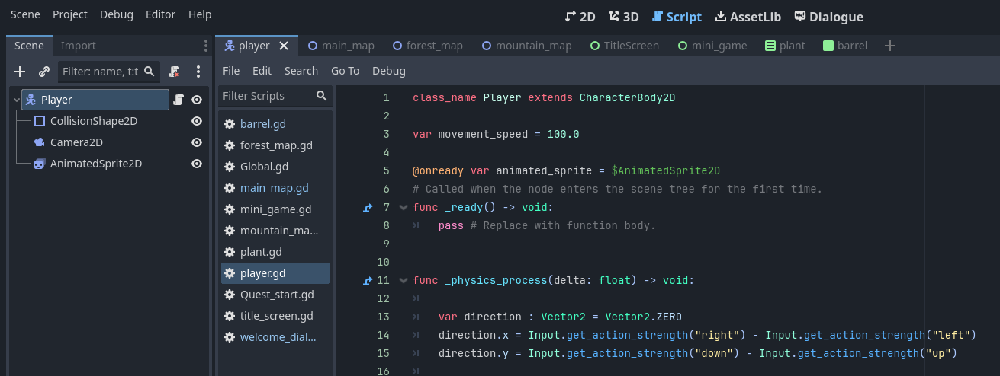 Scene Project Debug Editor Help
2D 3D Script AssetLib Dialogue
Scene Import
player main_map forest_map mountain_map TitleScreen mini_game plant barrel
Filter: name, t:t
File Edit Search Go To Debug
Player
CollisionShape2D
Camera2D
AnimatedSprite2D
Filter Scripts
barrel.gd
forest_map.gd
Global.gd
main_map.gd
mini_game.gd
mountain_ma...
plant.gd
player.gd
Quest_start.gd
title_screen.gd
welcome_dial...
1 class_name Player extends CharacterBody2D
2
3 var movement_speed = 100.0
4
5 @onready var animated_sprite = $AnimatedSprite2D
6 # Called when the node enters the scene tree for the first time.
7 func _ready() -> void:
8 pass # Replace with function body.
9
10
11 func _physics_process(delta: float) -> void:
12
13 var direction : Vector2 = Vector2.ZERO
14 direction.x = Input.get_action_strength("right") - Input.get_action_strength("left")
15 direction.y = Input.get_action_strength("down") - Input.get_action_strength("up")
16